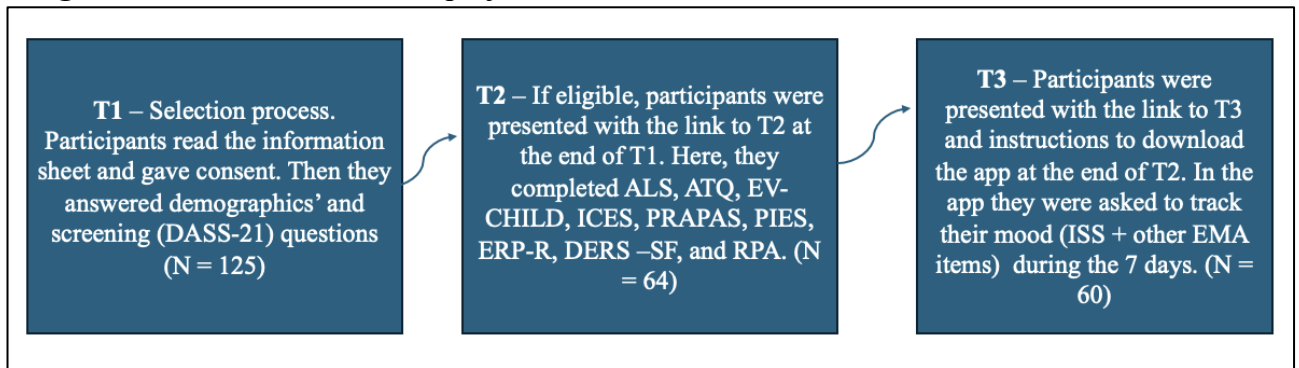 T1 – Selection process.
Participants read the information
sheet and gave consent. Then they
answered demographics’ and
screening (DASS-21) questions
(N = 125)
T2 – If eligible, participants were
presented with the link to T2 at
the end of T1. Here, they
completed ALS, ATQ, EV-
CHILD, ICES, PRAPAS, PIES,
ERP-R, DERS –SF, and RPA. (N
= 64)
T3 – Participants were
presented with the link to T3
and instructions to download
the app at the end of T2. In the
app they were asked to track
their mood (ISS + other EMA
items) during the 7 days. (N =
60)